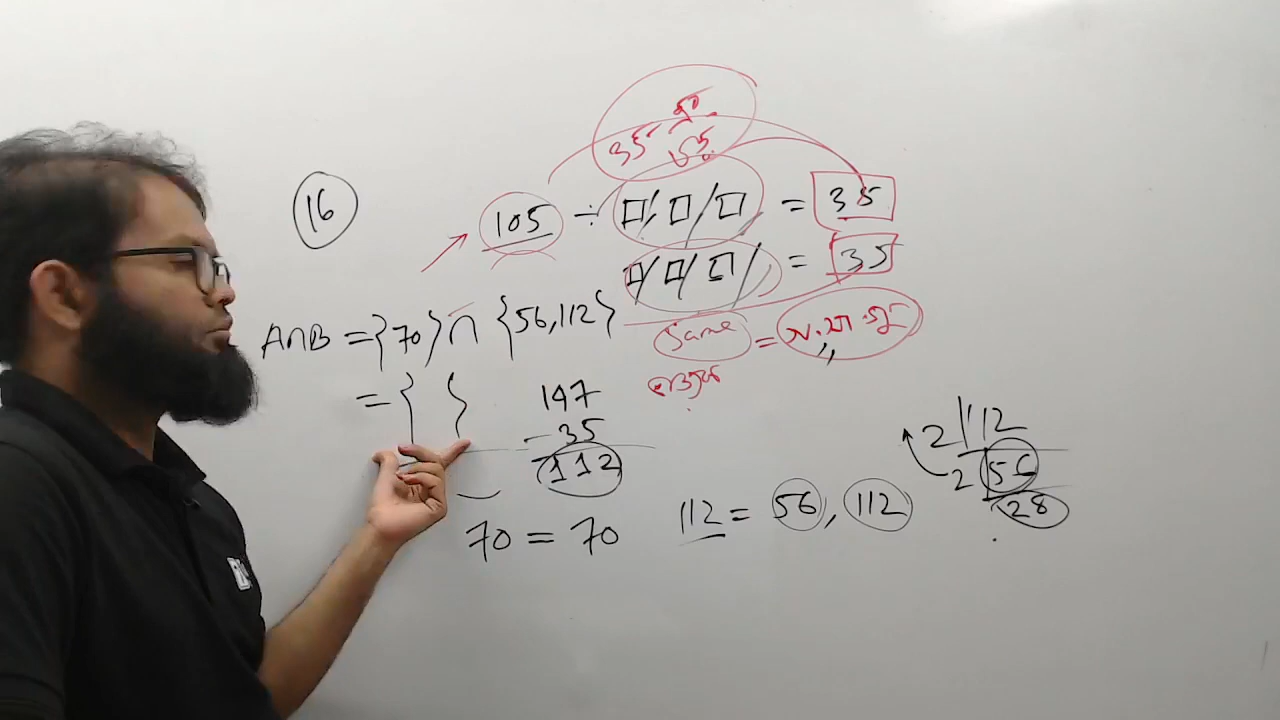 35
16
105 ÷ □/□/□ = 35
□/□/□/ = 35
A∩B = {70} ∩ {56,112}
Same = স.সা.গু
= { }
147
-35
112
2|112
2 56
28
70 = 70
112 = 56, 112